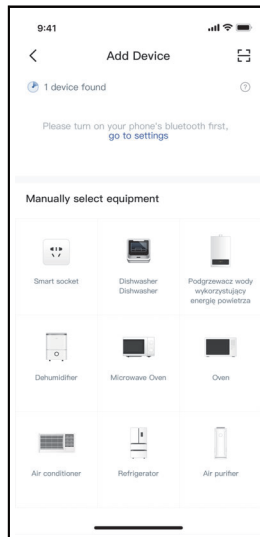 9:41
Add Device
1 device found
Please turn on your phone's bluetooth first,
go to settings
Manually select equipment
Smart socket
Dishwasher
Dishwasher
Podgrzewacz wody
wykorzystujący
energię powietrza
Dehumidifier
Microwave Oven
Oven
Air conditioner
Refrigerator
Air purifier